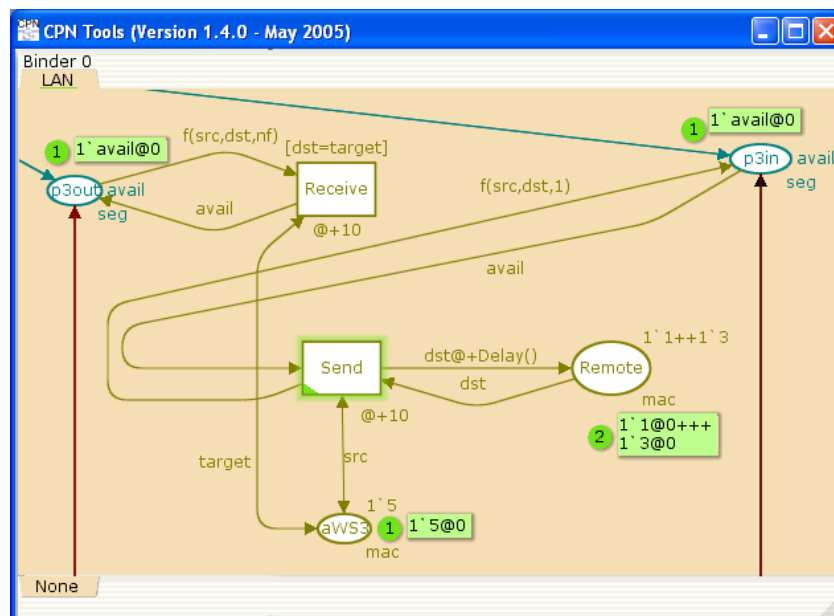 CPN CPN Tools (Version 1.4.0 - May 2005)
Binder 0
LAN
1 1`avail@0
f(src,dst,nf)
[dst=target]
1 1`avail@0
p3out avail
seg
Receive
avail
@+10
p3in avail
seg
f(src,dst,1)
avail
Send
dst@+Delay()
dst
1`1++1`3
Remote
mac
@+10
2 1`1@0+++
1`3@0
target
src
1`5
aWS3 1 1`5@0
mac
None